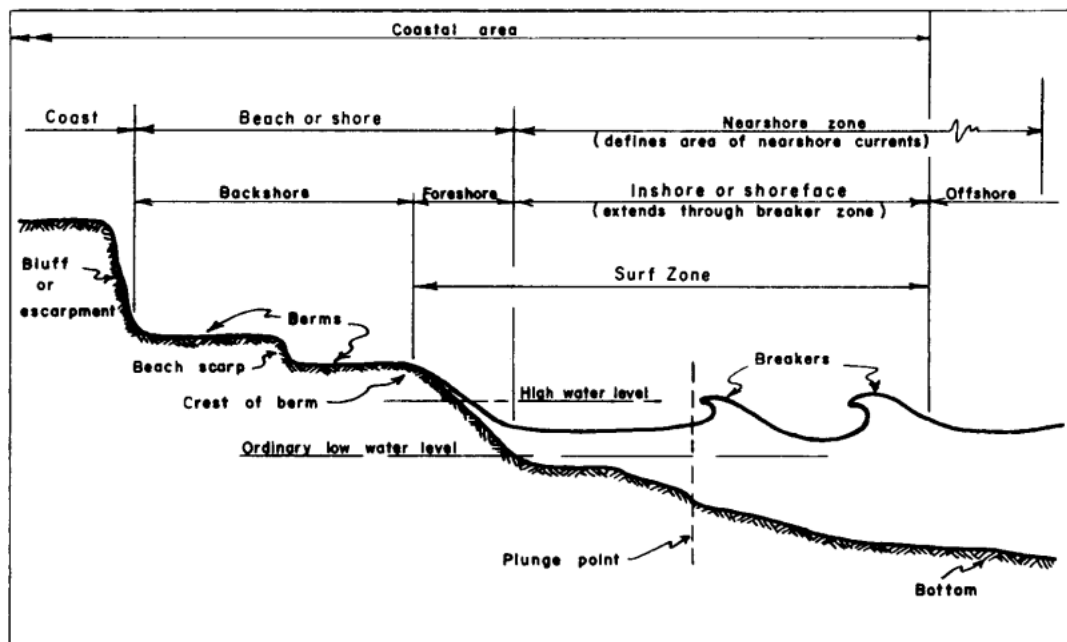 Coastal area
Coast
Beach or shore
Nearshore zone
(defines area of nearshore currents)
Backshore
Foreshore
Inshore or shoreface
(extends through breaker zone)
Offshore
Surf Zone
Bluff
or
escarpment
Berms
Beach scarp
Crest of berm
High water level
Breakers
Ordinary low water level
Plunge point
Bottom